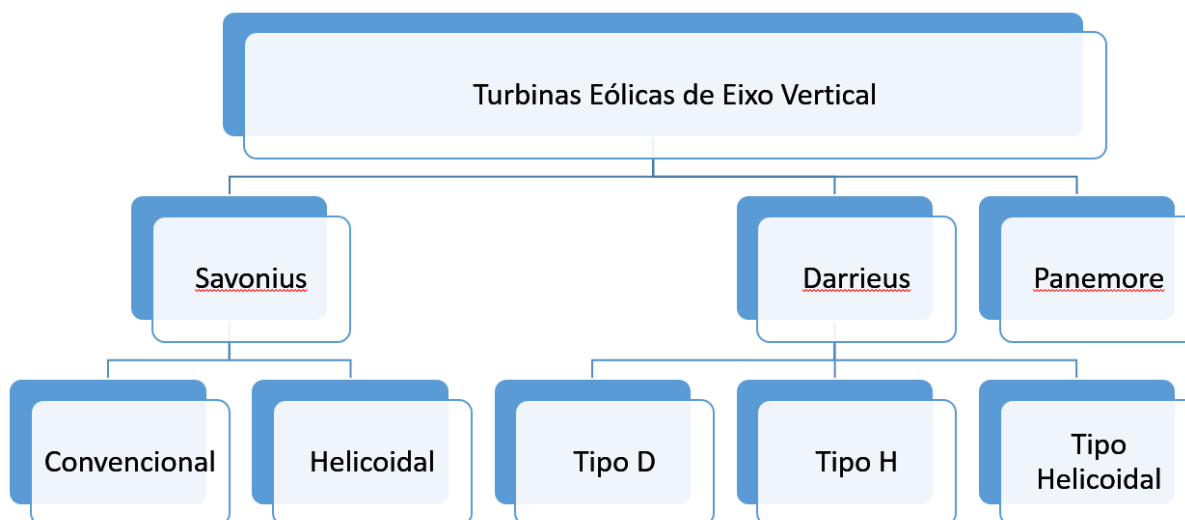 Turbinas Eólicas de Eixo Vertical
Savonius
Darrieus
Panemore
Convencional
Helicoidal
Tipo D
Tipo H
Tipo
Helicoidal